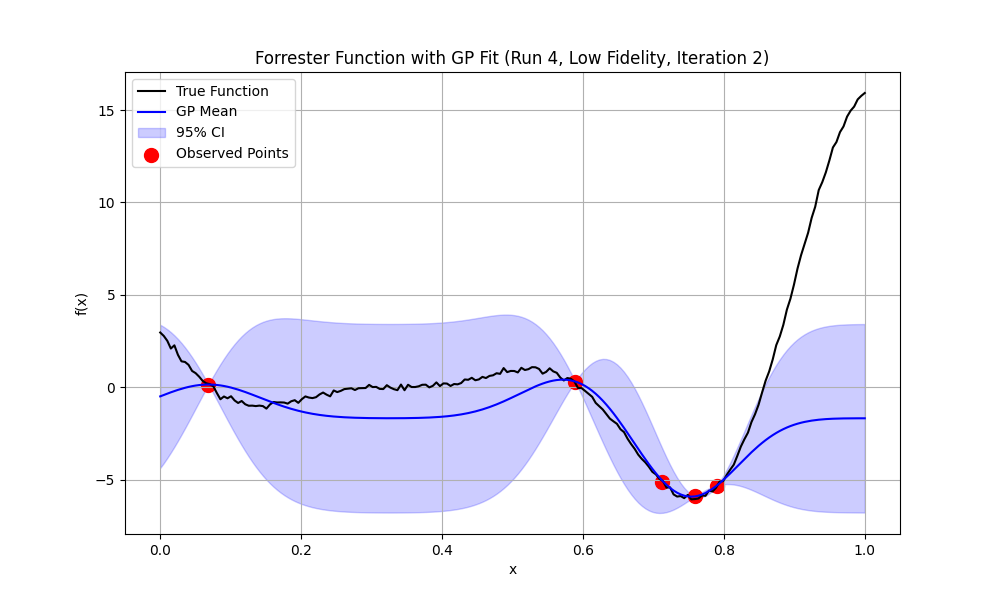 Forrester Function with GP Fit (Run 4, Low Fidelity, Iteration 2)
True Function
GP Mean
95% CI
Observed Points
f(x)
15
10
5
0
−5
0.0 0.2 0.4 0.6 0.8 1.0
x